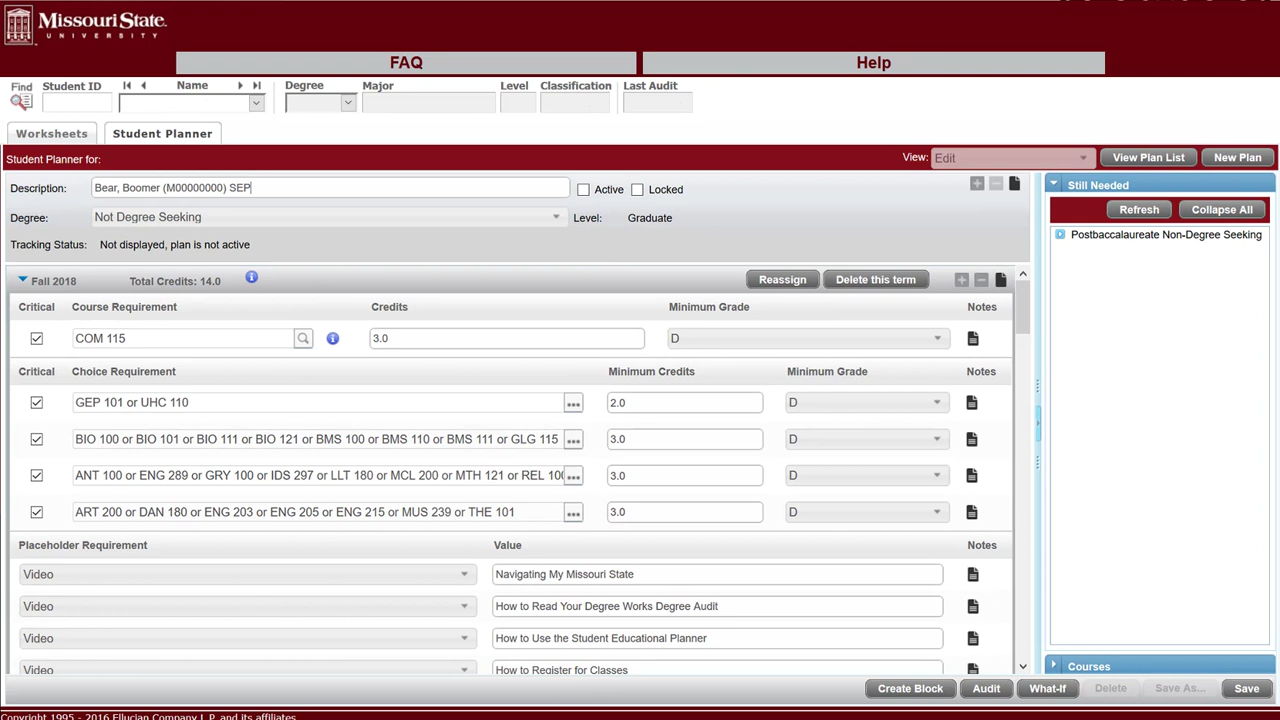 Missouri State
UNIVERSITY
FAQ
Help
Find
Student ID
Name
Degree
Major
Level
Classification
Last Audit
Worksheets
Student Planner
Student Planner for:
View:
Edit
View Plan List
New Plan
Description:
Bear, Boomer (M00000000) SEP
Active
Locked
Degree:
Not Degree Seeking
Level:
Graduate
Tracking Status:
Not displayed, plan is not active
Still Needed
Refresh
Collapse All
Postbaccalaureate Non-Degree Seeking
Fall 2018
Total Credits: 14.0
Reassign
Delete this term
Critical
Course Requirement
Credits
Minimum Grade
Notes
COM 115
3.0
D
Critical
Choice Requirement
Minimum Credits
Minimum Grade
Notes
GEP 101 or UHC 110
2.0
D
BIO 100 or BIO 101 or BIO 111 or BIO 121 or BMS 100 or BMS 110 or BMS 111 or GLG 115
3.0
D
ANT 100 or ENG 289 or GRY 100 or IDS 297 or LLT 180 or MCL 200 or MTH 121 or REL 100
3.0
D
ART 200 or DAN 180 or ENG 203 or ENG 205 or ENG 215 or MUS 239 or THE 101
3.0
D
Placeholder Requirement
Value
Notes
Video
Navigating My Missouri State
Video
How to Read Your Degree Works Degree Audit
Video
How to Use the Student Educational Planner
Video
How to Register for Classes
Courses
Create Block
Audit
What-If
Delete
Save As...
Save
Copyright 1995 - 2016 Ellucian Company L.P. and its affiliates.